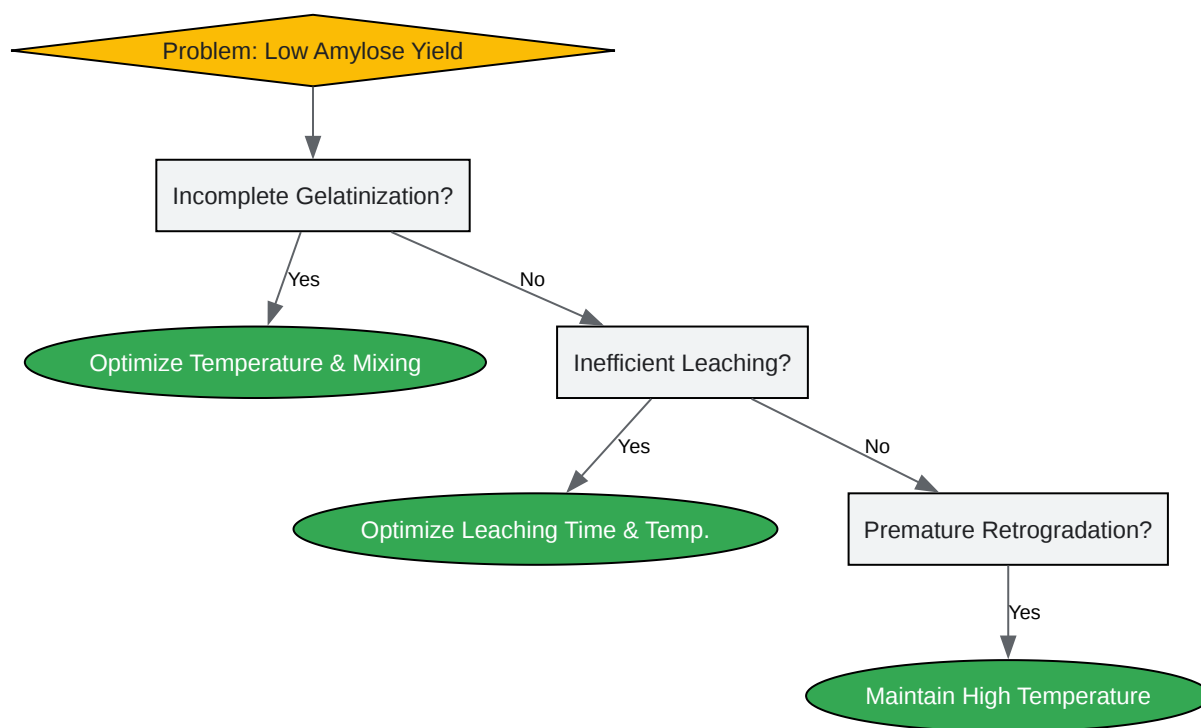 Problem: Low Amylose Yield
Incomplete Gelatinization?
Yes
No
Optimize Temperature & Mixing
Inefficient Leaching?
Yes
No
Optimize Leaching Time & Temp.
Premature Retrogradation?
Yes
Maintain High Temperature